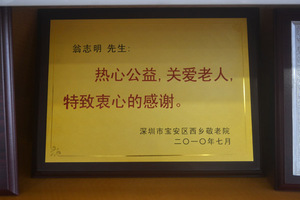 翁志明 先生:
热心公益,关爱老人,
特致衷心的感谢。
深圳市宝安区西乡敬老院
二〇一〇年七月